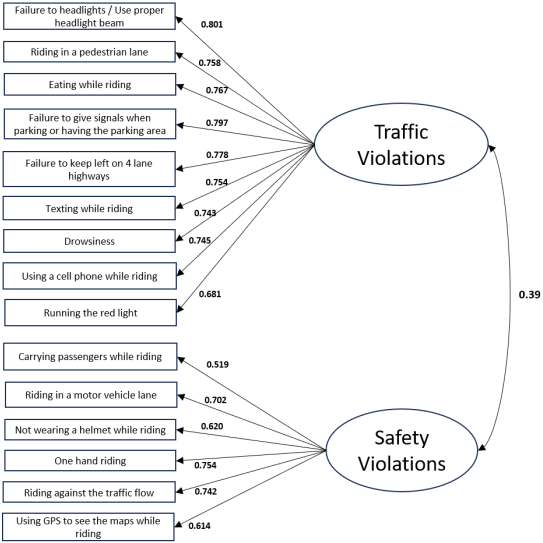 Failure to headlights / Use proper
headlight beam
0.801
Riding in a pedestrian lane
0.758
Eating while riding
0.767
Failure to give signals when
parking or having the parking area
0.797
Traffic
Violations
Failure to keep left on 4 lane
highways
0.778
Texting while riding
0.754
Drowsiness
0.743
Using a cell phone while riding
0.745
Running the red light
0.681
0.39
Carrying passengers while riding
0.519
Riding in a motor vehicle lane
0.702
Not wearing a helmet while riding
0.620
Safety
Violations
One hand riding
0.754
Riding against the traffic flow
0.742
Using GPS to see the maps while
riding
0.614